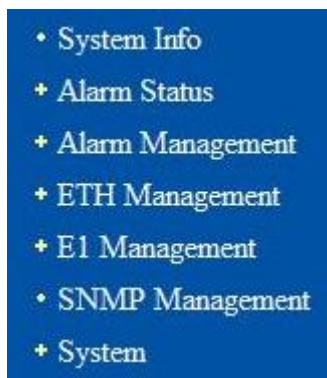 • System Info
+ Alarm Status
+ Alarm Management
+ ETH Management
+ E1 Management
• SNMP Management
+ System